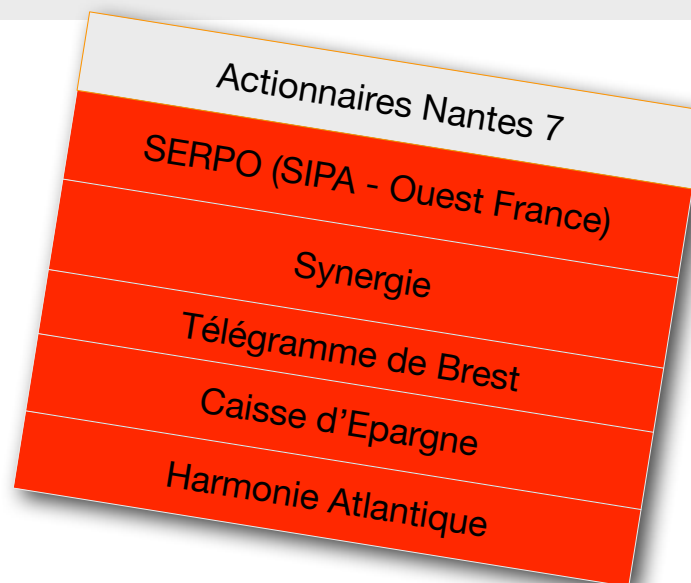 Actionnaires Nantes 7
SERPO (SIPA - Ouest France)
Synergie
Télégramme de Brest
Caisse d'Epargne
Harmonie Atlantique